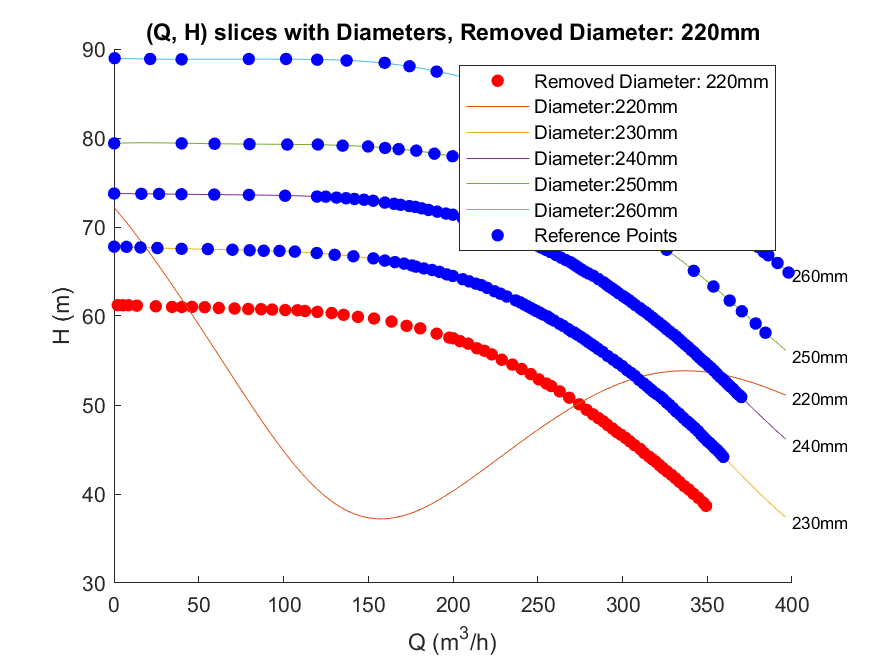 (Q, H) slices with Diameters, Removed Diameter: 220mm
90
80
70
60
50
40
30
H (m)
0
50
100
150
200
250
300
350
400
Q (m³/h)
Removed Diameter: 220mm
Diameter:220mm
Diameter:230mm
Diameter:240mm
Diameter:250mm
Diameter:260mm
Reference Points
260mm
250mm
220mm
240mm
230mm